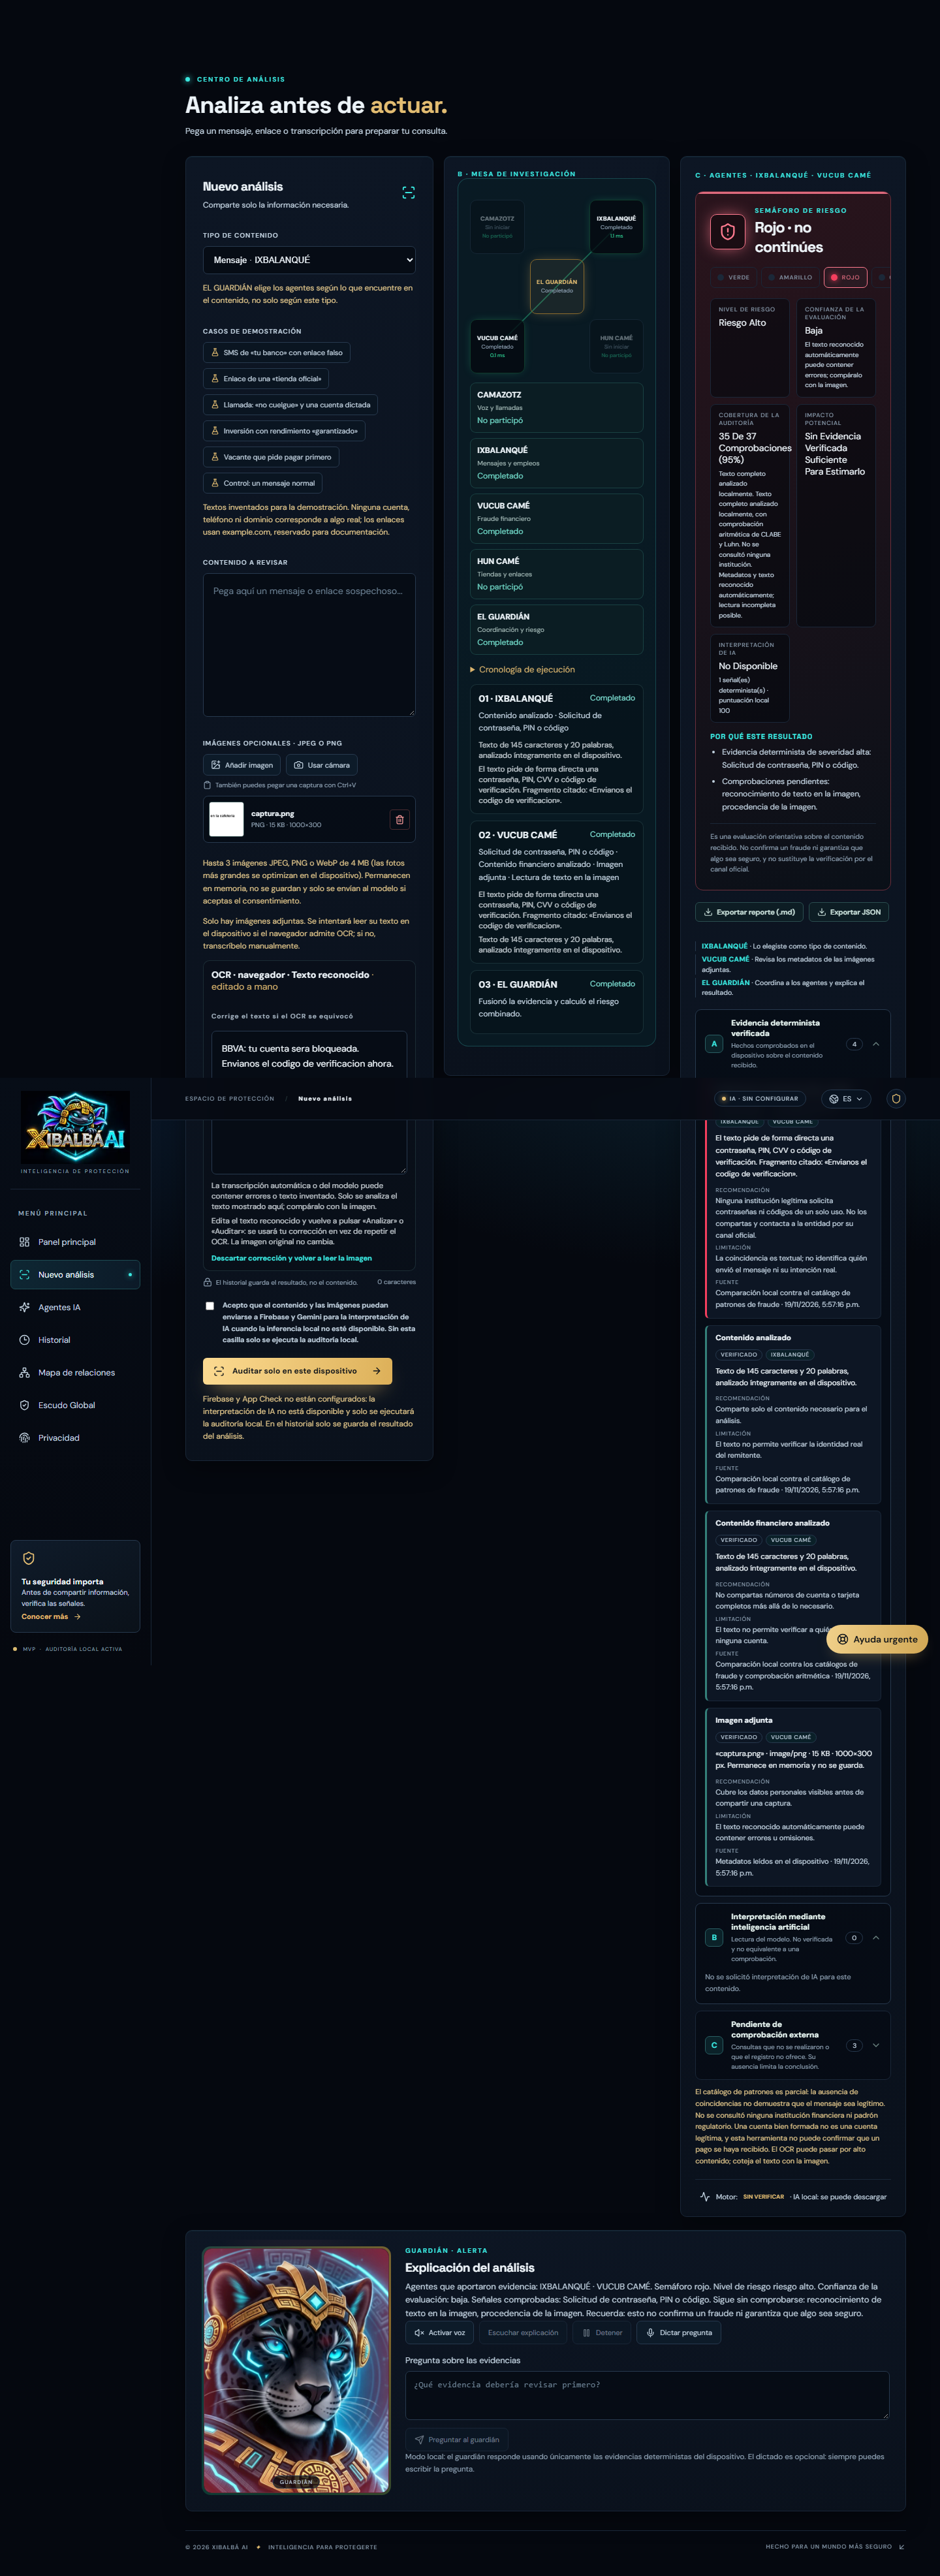 CENTRO DE ANÁLISIS
Analiza antes de actuar.
Pega un mensaje, enlace o transcripción para preparar tu consulta.
Nuevo análisis
Comparte solo la información necesaria.
TIPO DE CONTENIDO
Mensaje · IXBALANQUÉ
EL GUARDIÁN elige los agentes según lo que encuentre en
el contenido, no solo según este tipo.
CASOS DE DEMOSTRACIÓN
SMS de «tu banco» con enlace falso
Enlace de una «tienda oficial»
Llamada: «no cuelgue» y una cuenta dictada
Inversión con rendimiento «garantizado»
Vacante que pide pagar primero
Control: un mensaje normal
Textos inventados para la demostración. Ninguna cuenta,
teléfono ni dominio corresponde a algo real; los enlaces
usan example.com, reservado para documentación.
CONTENIDO A REVISAR
Pega aquí un mensaje o enlace sospechoso...
IMÁGENES OPCIONALES · JPEG O PNG
Añadir imagen
Usar cámara
También puedes pegar una captura con Ctrl+V
captura.png
PNG · 15 KB · 1000×300
Hasta 3 imágenes JPEG, PNG o WebP de 4 MB (las fotos
más grandes se optimizan en el dispositivo). Permanecen
en memoria, no se guardan y solo se envían al modelo si
aceptas el consentimiento.
Solo hay imágenes adjuntas. Se intentará leer su texto en
el dispositivo si el navegador admite OCR; si no,
transcríbelo manualmente.
OCR · navegador · Texto reconocido ·
editado a mano
Corrige el texto si el OCR se equivocó
BBVA: tu cuenta sera bloqueada.
Envianos el codigo de verificacion ahora.
La transcripción automática o del modelo puede
contener errores o texto inventado. Solo se analiza el
texto mostrado aquí; compáralo con la imagen.
Edita el texto reconocido y vuelve a pulsar «Analizar» o
«Auditar»: se usará tu corrección en vez de repetir el
OCR. La imagen original no cambia.
Descartar corrección y volver a leer la imagen
El historial guarda el resultado, no el contenido.
0 caracteres
Acepto que el contenido y las imágenes puedan
enviarse a Firebase y Gemini para la interpretación de
IA cuando la inferencia local no esté disponible. Sin esta
casilla solo se ejecuta la auditoría local.
Auditar solo en este dispositivo
Firebase y App Check no están configurados: la
interpretación de IA no está disponible y solo se ejecutará
la auditoría local. En el historial solo se guarda el resultado
del análisis.
B · MESA DE INVESTIGACIÓN
CAMAZOTZ
Sin iniciar
No participó
IXBALANQUÉ
Completado
1.1 ms
EL GUARDIÁN
Completado
VUCUB CAMÉ
Completado
0.1 ms
HUN CAMÉ
Sin iniciar
No participó
CAMAZOTZ
Voz y llamadas
No participó
IXBALANQUÉ
Mensajes y empleos
Completado
VUCUB CAMÉ
Fraude financiero
Completado
HUN CAMÉ
Tiendas y enlaces
No participó
EL GUARDIÁN
Coordinación y riesgo
Completado
Cronología de ejecución
01 · IXBALANQUÉ
Completado
Contenido analizado · Solicitud de
contraseña, PIN o código
Texto de 145 caracteres y 20 palabras,
analizado íntegramente en el dispositivo.
El texto pide de forma directa una
contraseña, PIN, CVV o código de
verificación. Fragmento citado: «Envianos el
codigo de verificacion».
02 · VUCUB CAMÉ
Completado
Solicitud de contraseña, PIN o código ·
Contenido financiero analizado · Imagen
adjunta · Lectura de texto en la imagen
El texto pide de forma directa una
contraseña, PIN, CVV o código de
verificación. Fragmento citado: «Envianos el
codigo de verificacion».
Texto de 145 caracteres y 20 palabras,
analizado íntegramente en el dispositivo.
03 · EL GUARDIÁN
Completado
Fusionó la evidencia y calculó el riesgo
combinado.
C · AGENTES · IXBALANQUÉ · VUCUB CAMÉ
SEMÁFORO DE RIESGO
Rojo · no
continúes
VERDE
AMARILLO
ROJO
NIVEL DE RIESGO
Riesgo Alto
CONFIANZA DE LA
EVALUACIÓN
Baja
El texto reconocido
automáticamente
puede contener
errores; compáralo
con la imagen.
COBERTURA DE LA
AUDITORÍA
35 De 37
Comprobaciones
(95%)
Texto completo
analizado
localmente. Texto
completo analizado
localmente, con
comprobación
aritmética de CLABE
y Luhn. No se
consultó ninguna
institución.
Metadatos y texto
reconocido
automáticamente;
lectura incompleta
posible.
IMPACTO
POTENCIAL
Sin Evidencia
Verificada
Suficiente
Para Estimarlo
INTERPRETACIÓN
DE IA
No Disponible
1 señal(es)
determinista(s) ·
puntuación local
100
POR QUÉ ESTE RESULTADO
Evidencia determinista de severidad alta:
Solicitud de contraseña, PIN o código.
Comprobaciones pendientes:
reconocimiento de texto en la imagen,
procedencia de la imagen.
Es una evaluación orientativa sobre el contenido
recibido. No confirma un fraude ni garantiza que
algo sea seguro, y no sustituye la verificación por el
canal oficial.
Exportar reporte (.md)
Exportar JSON
IXBALANQUÉ · Lo elegiste como tipo de contenido.
VUCUB CAMÉ · Revisa los metadatos de las imágenes
adjuntas.
EL GUARDIÁN · Coordina a los agentes y explica el
resultado.
A
Evidencia determinista
verificada
Hechos comprobados en el
dispositivo sobre el contenido
recibido.
4
XIBALBÁ AI
INTELIGENCIA DE PROTECCIÓN
MENÚ PRINCIPAL
Panel principal
Nuevo análisis
Agentes IA
Historial
Mapa de relaciones
Escudo Global
Privacidad
Tu seguridad importa
Antes de compartir información,
verifica las señales.
Conocer más
MVP · AUDITORÍA LOCAL ACTIVA
ESPACIO DE PROTECCIÓN / Nuevo análisis
IA · SIN CONFIGURAR
ES
IXBALANQUÉ
VUCUB CAMÉ
El texto pide de forma directa una
contraseña, PIN, CVV o código de
verificación. Fragmento citado: «Envianos el
codigo de verificacion».
RECOMENDACIÓN
Ninguna institución legítima solicita
contraseñas ni códigos de un solo uso. No los
compartas y contacta a la entidad por su
canal oficial.
LIMITACIÓN
La coincidencia es textual; no identifica quién
envió el mensaje ni su intención real.
FUENTE
Comparación local contra el catálogo de
patrones de fraude · 19/11/2026, 5:57:16 p.m.
Contenido analizado
VERIFICADO
IXBALANQUÉ
Texto de 145 caracteres y 20 palabras,
analizado íntegramente en el dispositivo.
RECOMENDACIÓN
Comparte solo el contenido necesario para el
análisis.
LIMITACIÓN
El texto no permite verificar la identidad real
del remitente.
FUENTE
Comparación local contra el catálogo de
patrones de fraude · 19/11/2026, 5:57:16 p.m.
Contenido financiero analizado
VERIFICADO
VUCUB CAMÉ
Texto de 145 caracteres y 20 palabras,
analizado íntegramente en el dispositivo.
RECOMENDACIÓN
No compartas números de cuenta o tarjeta
completos más allá de lo necesario.
LIMITACIÓN
El texto no permite verificar a
ninguna cuenta.
FUENTE
Comparación local contra los catálogos de
fraude y comprobación aritmética · 19/11/2026,
5:57:16 p.m.
Ayuda urgente
Imagen adjunta
VERIFICADO
VUCUB CAMÉ
«captura.png» · image/png · 15 KB · 1000×300
px. Permanece en memoria y no se guarda.
RECOMENDACIÓN
Cubre los datos personales visibles antes de
compartir una captura.
LIMITACIÓN
El texto reconocido automáticamente puede
contener errores u omisiones.
FUENTE
Metadatos leídos en el dispositivo · 19/11/2026,
5:57:16 p.m.
B
Interpretación mediante
inteligencia artificial
Lectura del modelo. No verificada
y no equivalente a una
comprobación.
0
No se solicitó interpretación de IA para este
contenido.
C
Pendiente de
comprobación externa
Consultas que no se realizaron o
que el registro no ofrece. Su
ausencia limita la conclusión.
3
El catálogo de patrones es parcial: la ausencia de
coincidencias no demuestra que el mensaje sea legítimo.
No se consultó ninguna institución financiera ni padrón
regulatorio. Una cuenta bien formada no es una cuenta
legítima, y esta herramienta no puede confirmar que un
pago se haya recibido. El OCR puede pasar por alto
contenido; coteja el texto con la imagen.
Motor: SIN VERIFICAR · IA local: se puede descargar
GUARDIÁN
GUARDIÁN · ALERTA
Explicación del análisis
Agentes que aportaron evidencia: IXBALANQUÉ · VUCUB CAMÉ. Semáforo rojo. Nivel de riesgo riesgo alto. Confianza de la
evaluación: baja. Señales comprobadas: Solicitud de contraseña, PIN o código. Sigue sin comprobarse: reconocimiento de
texto en la imagen, procedencia de la imagen. Recuerda: esto no confirma un fraude ni garantiza que algo sea seguro.
Activar voz
Escuchar explicación
Detener
Dictar pregunta
Pregunta sobre las evidencias
¿Qué evidencia debería revisar primero?
Preguntar al guardián
Modo local: el guardián responde usando únicamente las evidencias deterministas del dispositivo. El dictado es opcional: siempre puedes
escribir la pregunta.
© 2026 XIBALBÁ AI
INTELIGENCIA PARA PROTEGERTE
HECHO PARA UN MUNDO MÁS SEGURO